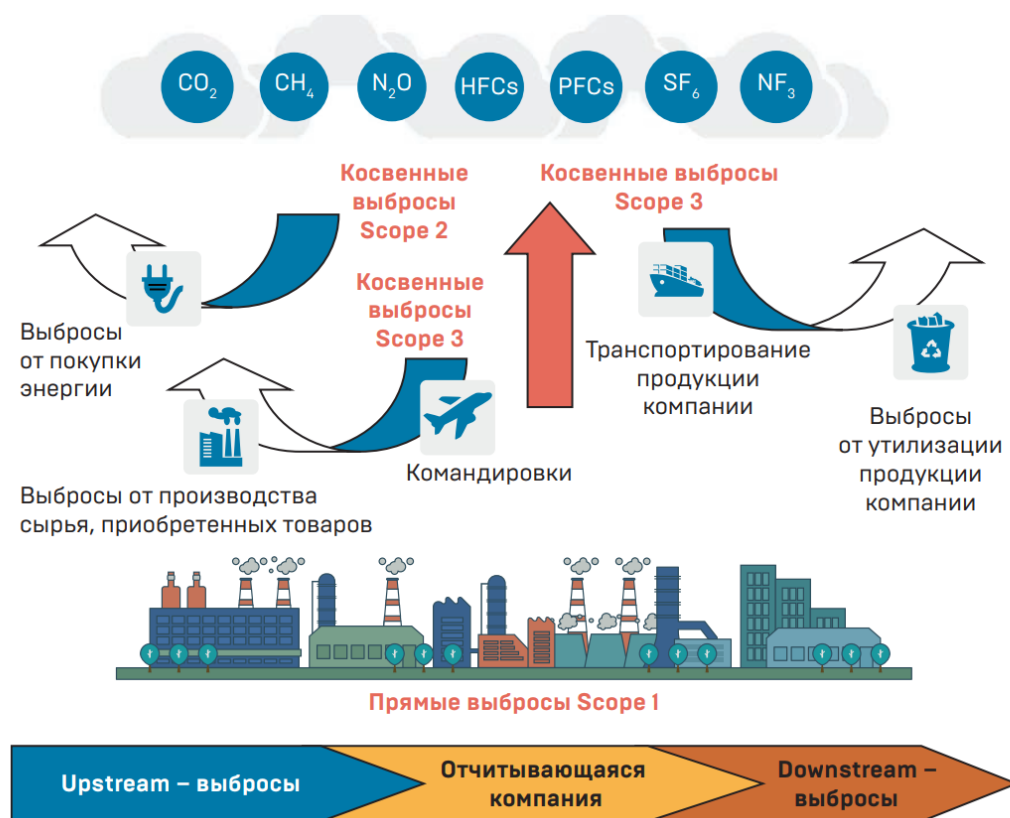 CO₂ CH₄ N₂O HFCs PFCs SF₆ NF₃
Косвенные
выбросы
Scope 2
Косвенные выбросы
Scope 3
Косвенные
выбросы
Scope 3
Выбросы
от покупки
энергии
Транспортирование
продукции
компании
Выбросы
от утилизации
продукции
компании
Командировки
Выбросы от производства
сырья, приобретенных товаров
Прямые выбросы Scope 1
Upstream – выбросы
Отчитывающаяся
компания
Downstream –
выбросы